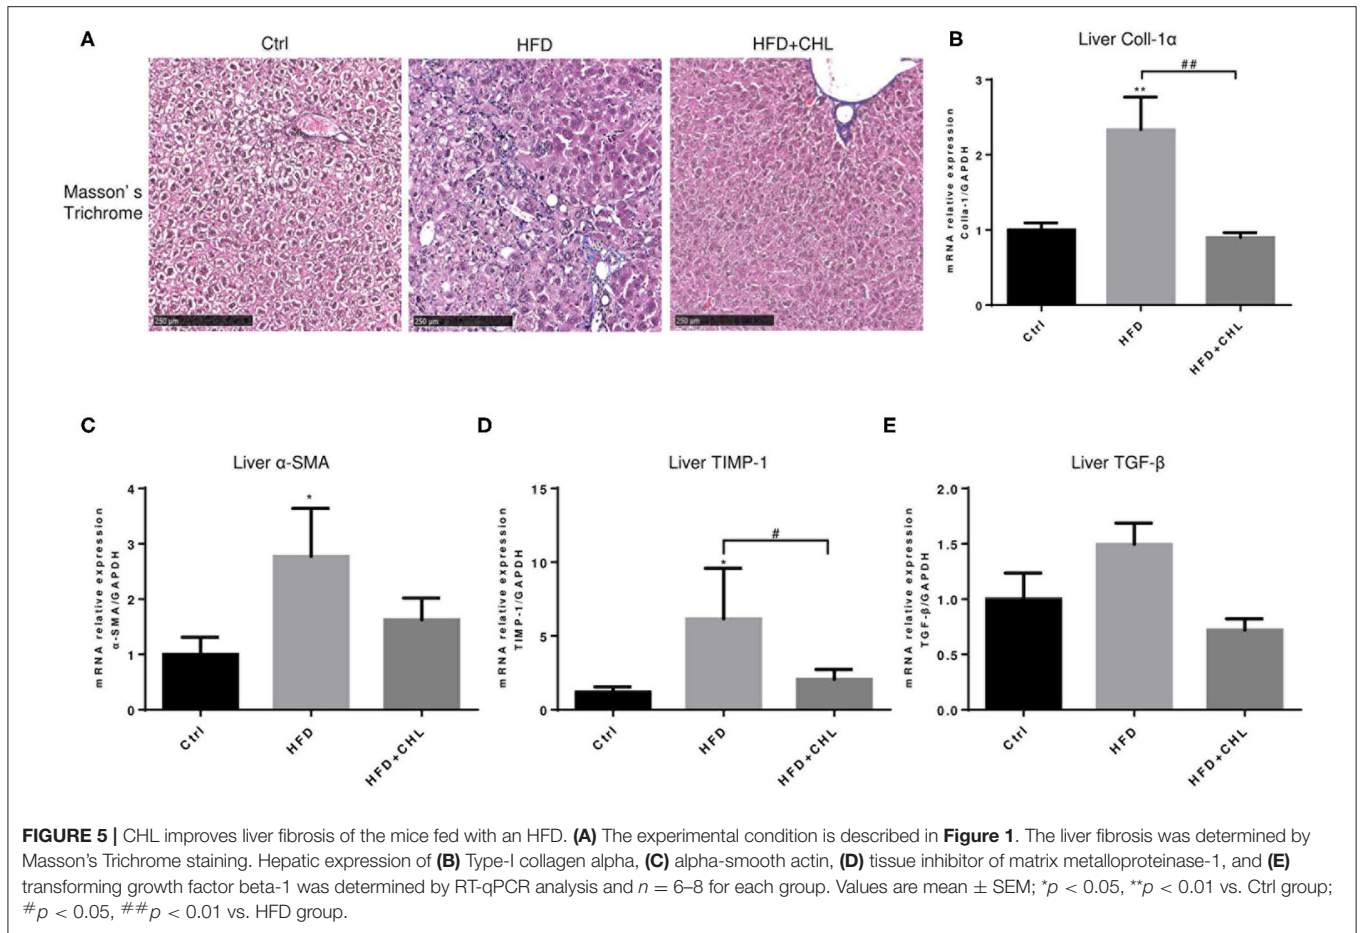 A
Ctrl
HFD
HFD+CHL
Masson's
Trichrome
250 µm
250 µm
250 µm
B
Liver Coll-1α
mRNA relative expression
Colla-1/GAPDH
3
2
1
0
**
##
Ctrl
HFD
HFD+CHL
C
Liver α-SMA
mRNA relative expression
α-SMA/GAPDH
4
3
2
1
0
*
Ctrl
HFD
HFD+CHL
D
Liver TIMP-1
mRNA relative expression
TIMP-1/GAPDH
15
10
5
0
*
#
Ctrl
HFD
HFD+CHL
E
Liver TGF-β
mRNA relative expression
TGF-β/GAPDH
2.0
1.5
1.0
0.5
0.0
Ctrl
HFD
HFD+CHL
FIGURE 5 | CHL improves liver fibrosis of the mice fed with an HFD. (A) The experimental condition is described in Figure 1. The liver fibrosis was determined by
Masson's Trichrome staining. Hepatic expression of (B) Type-I collagen alpha, (C) alpha-smooth actin, (D) tissue inhibitor of matrix metalloproteinase-1, and (E)
transforming growth factor beta-1 was determined by RT-qPCR analysis and n = 6–8 for each group. Values are mean ± SEM; *p < 0.05, **p < 0.01 vs. Ctrl group;
#p < 0.05, ##p < 0.01 vs. HFD group.